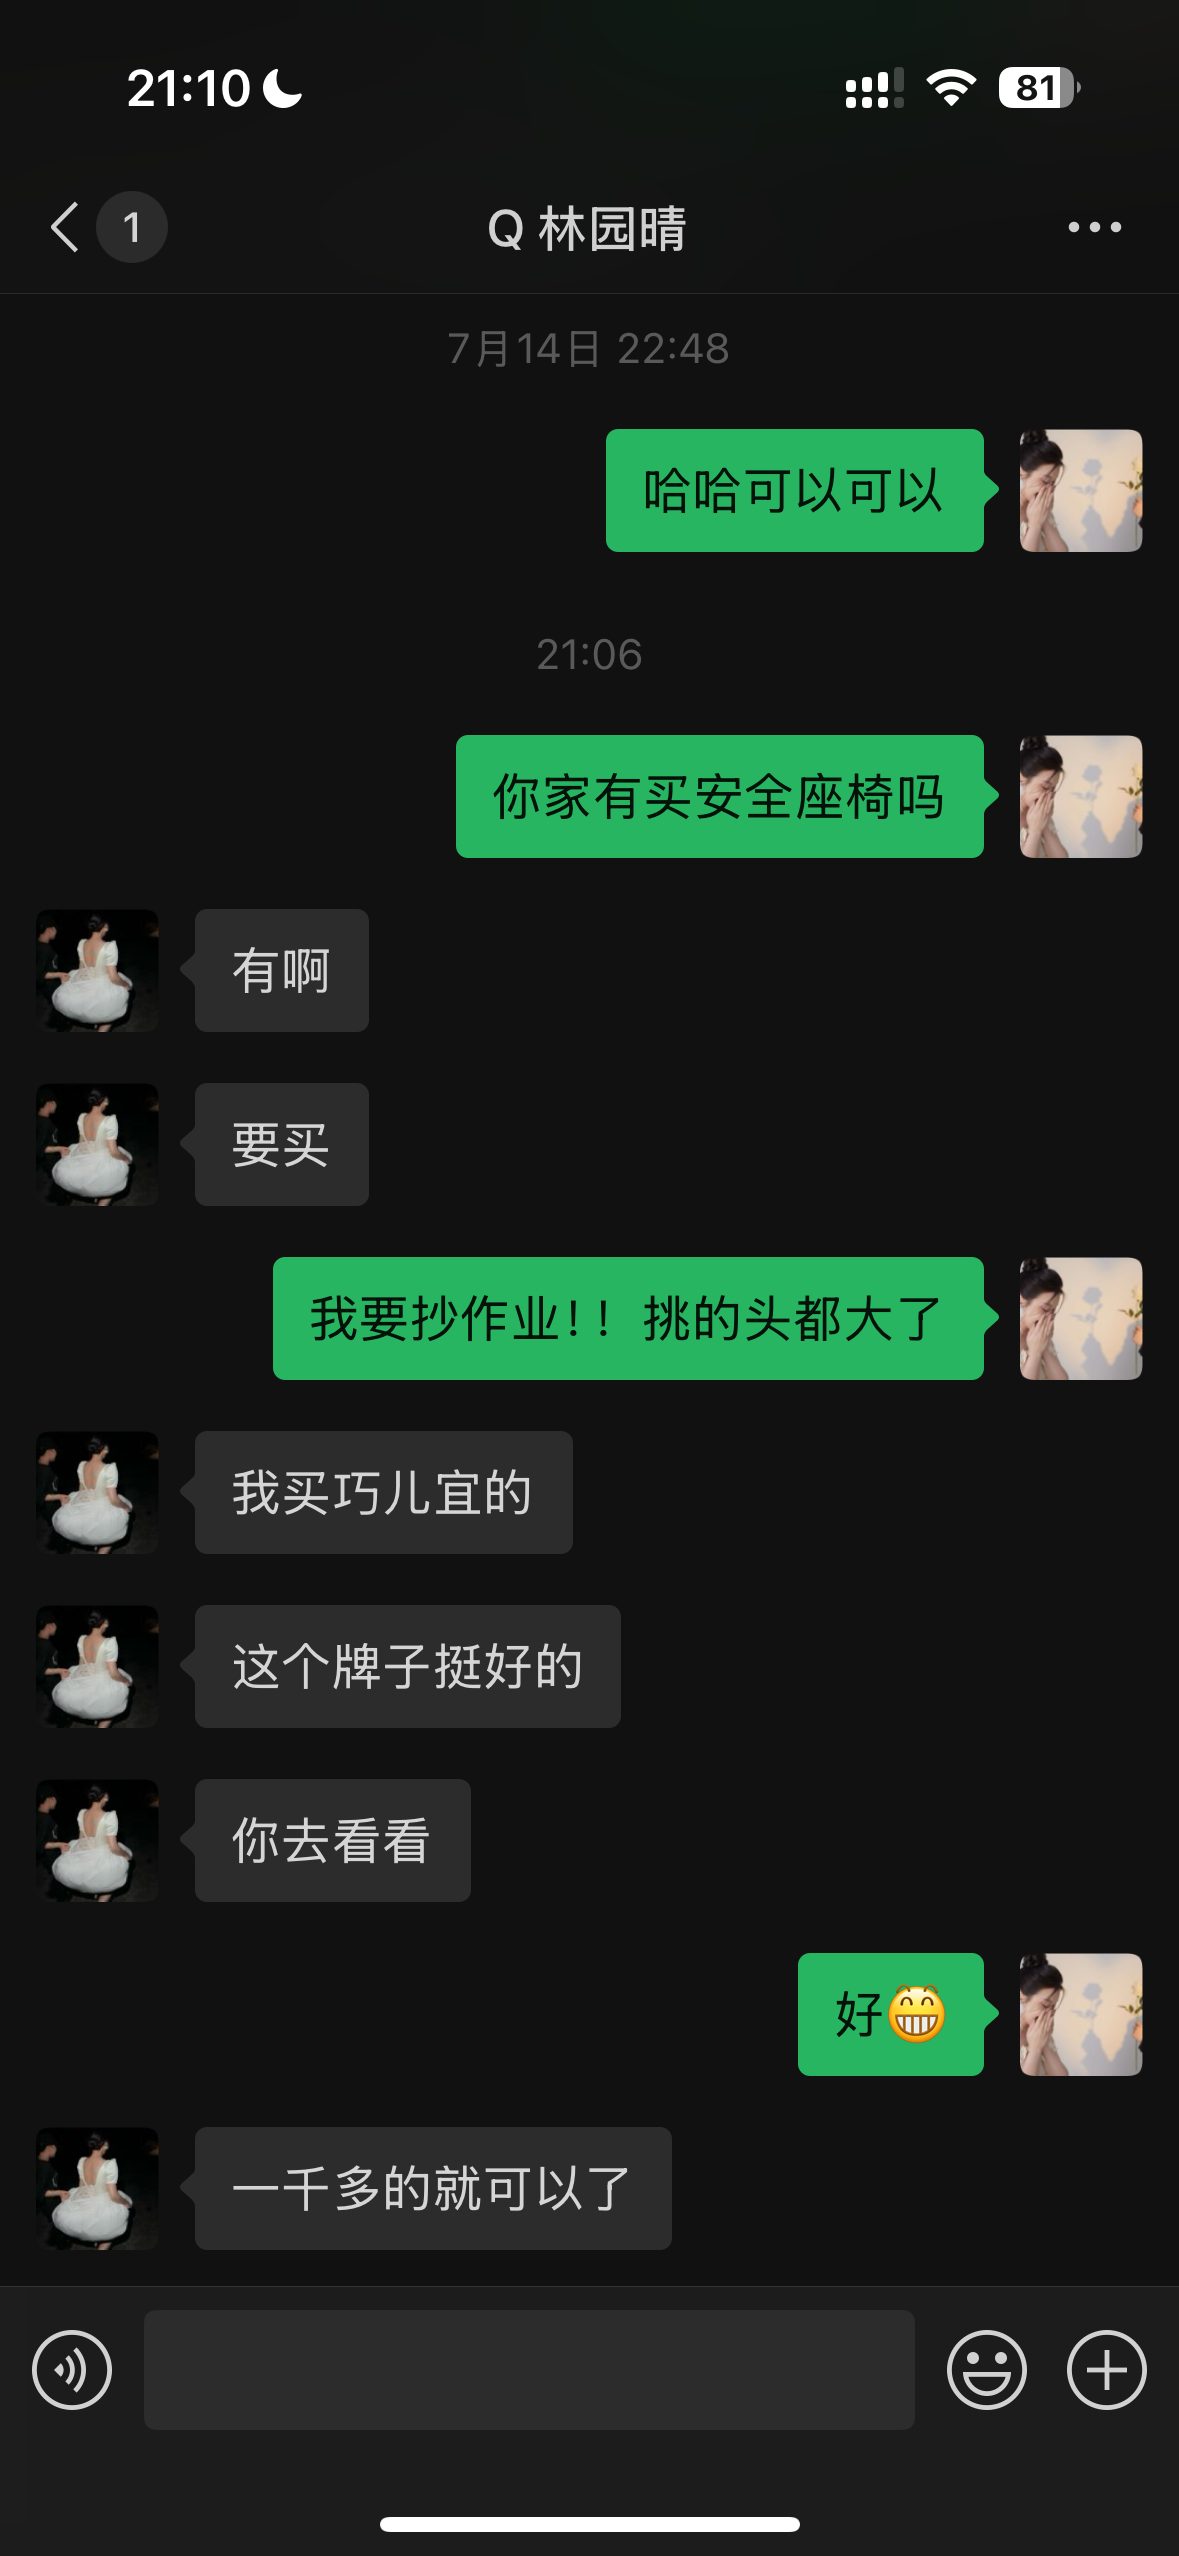 21:10
81
1
Q 林园晴
7月14日 22:48
哈哈可以可以
21:06
你家有买安全座椅吗
有啊
要买
我要抄作业！！挑的头都大了
我买巧儿宜的
这个牌子挺好的
你去看看
好😁
一千多的就可以了